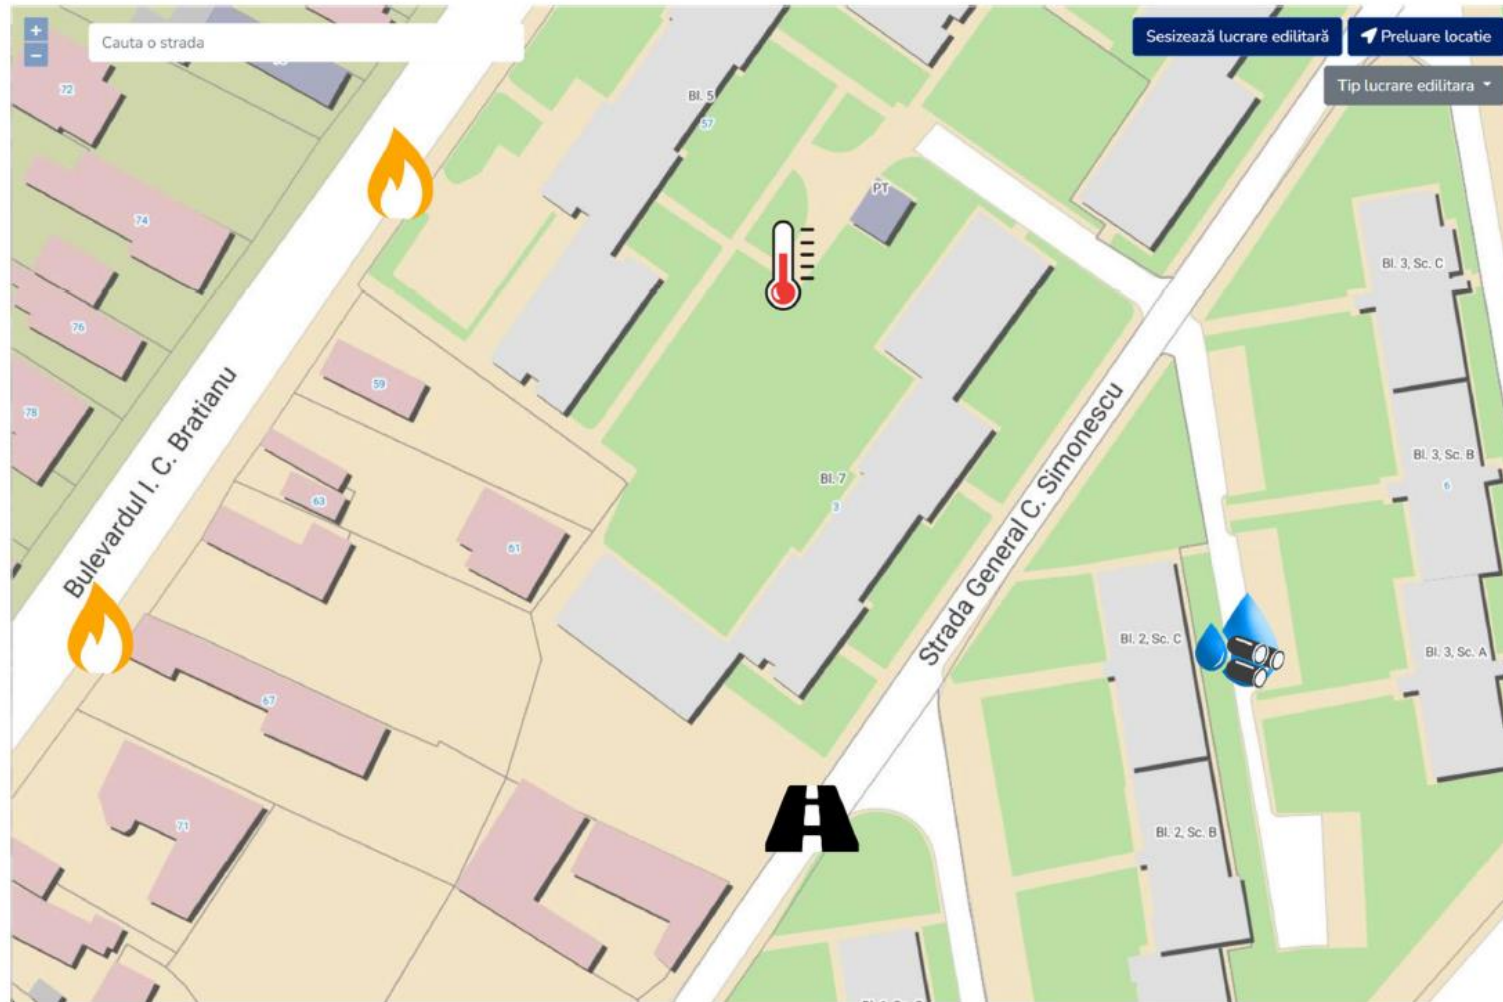 +
−
Cauta o strada
Sesizează lucrare edilitară
Preluare locatie
Tip lucrare edilitara
72
Bl. 5
57
PT
74
Bl. 3, Sc. C
76
59
78
Bulevardul I. C. Bratianu
Strada General C. Simonescu
Bl. 3, Sc. B
6
Bl. 7
3
63
61
Bl. 2, Sc. C
Bl. 3, Sc. A
67
71
Bl. 2, Sc. B